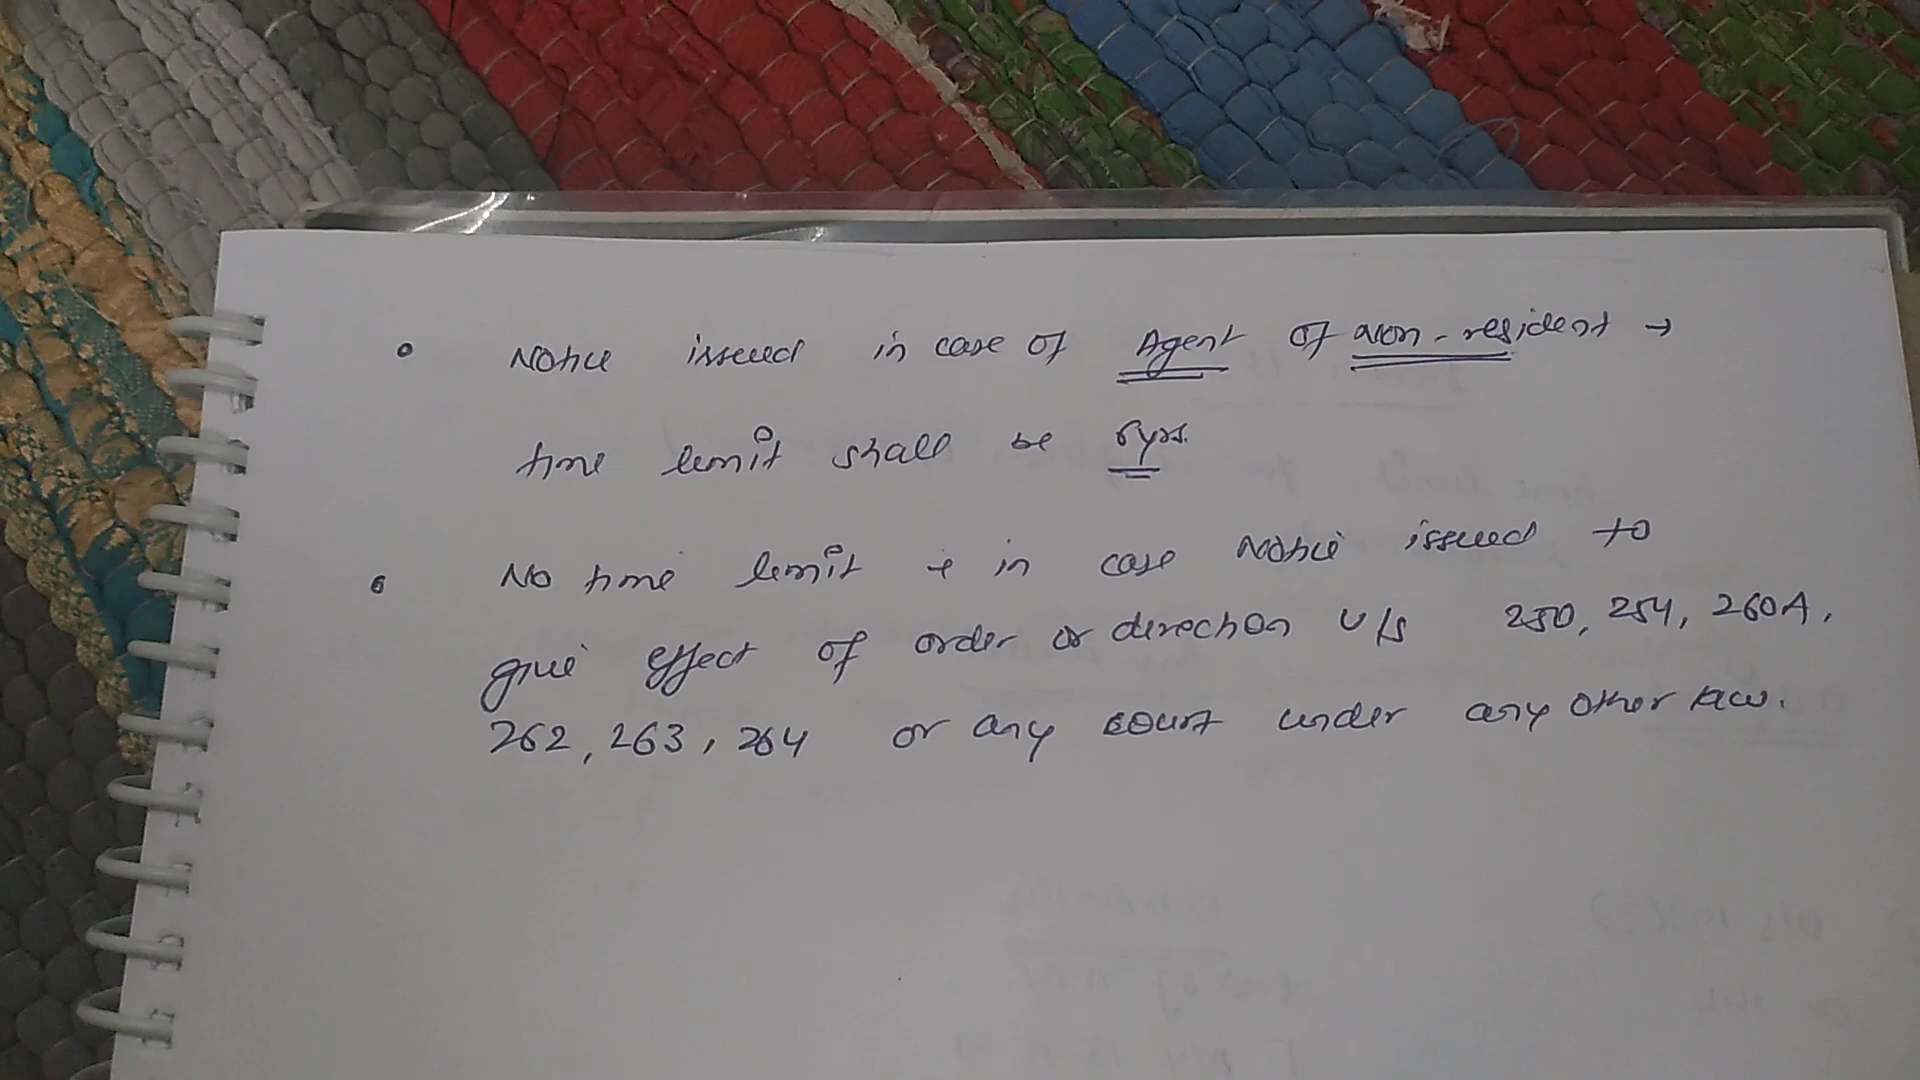 Notice issued in case of Agent of non-resident →
time limit shall be 6yrs.
No time limit → in case Notice issued to
give effect of order or direction u/s 250, 254, 260A,
262, 263, 264 or any court under any other law.